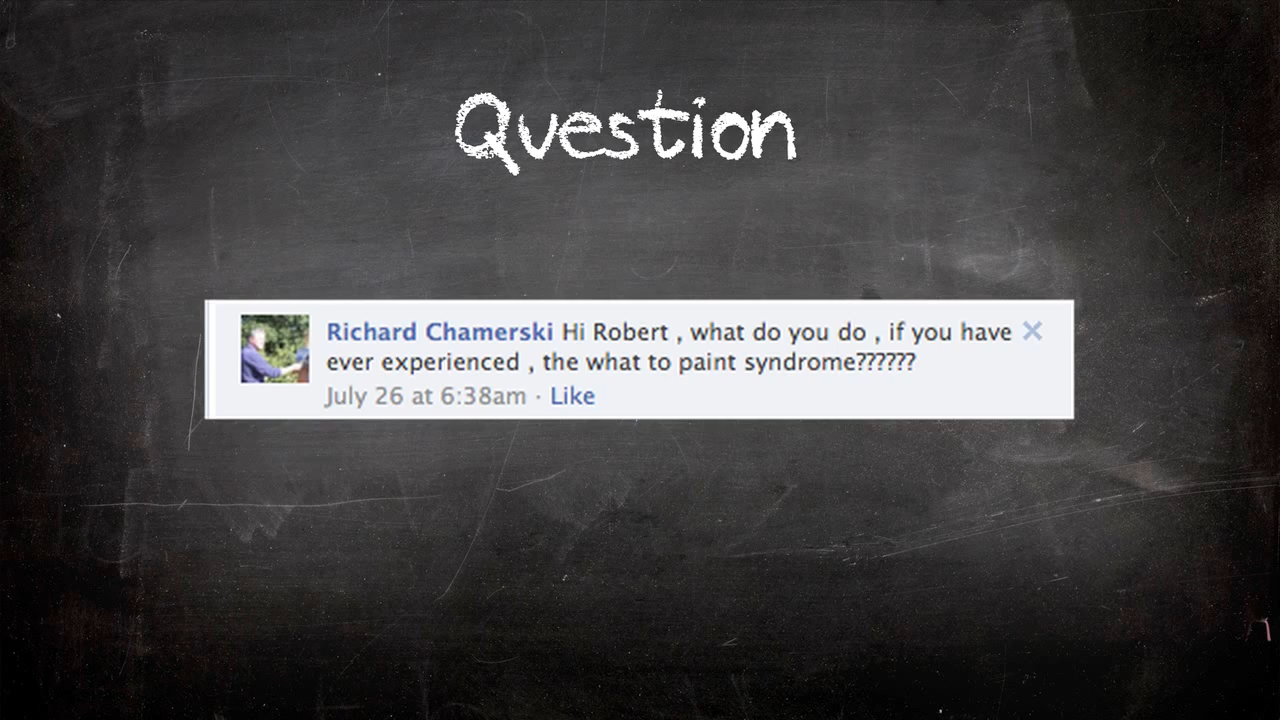 Question
Richard Chamerski Hi Robert , what do you do , if you have
ever experienced , the what to paint syndrome??????
July 26 at 6:38am · Like